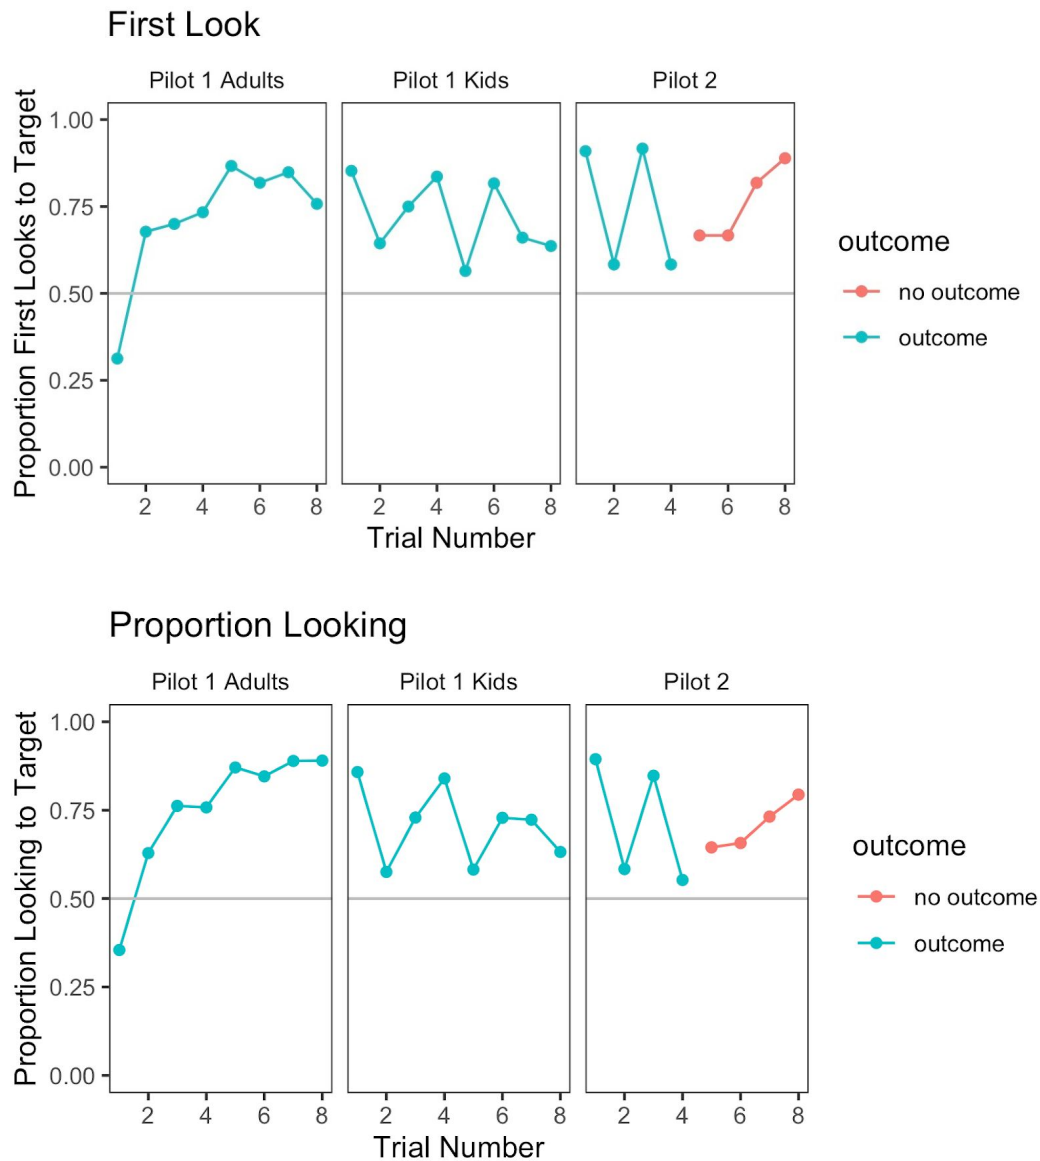 First Look
Pilot 1 Adults Pilot 1 Kids Pilot 2
Proportion First Looks to Target
1.00
0.75
0.50
0.25
0.00
2 4 6 8 2 4 6 8 2 4 6 8
Trial Number
outcome
no outcome
outcome
Proportion Looking
Pilot 1 Adults Pilot 1 Kids Pilot 2
Proportion Looking to Target
1.00
0.75
0.50
0.25
0.00
2 4 6 8 2 4 6 8 2 4 6 8
Trial Number
outcome
no outcome
outcome